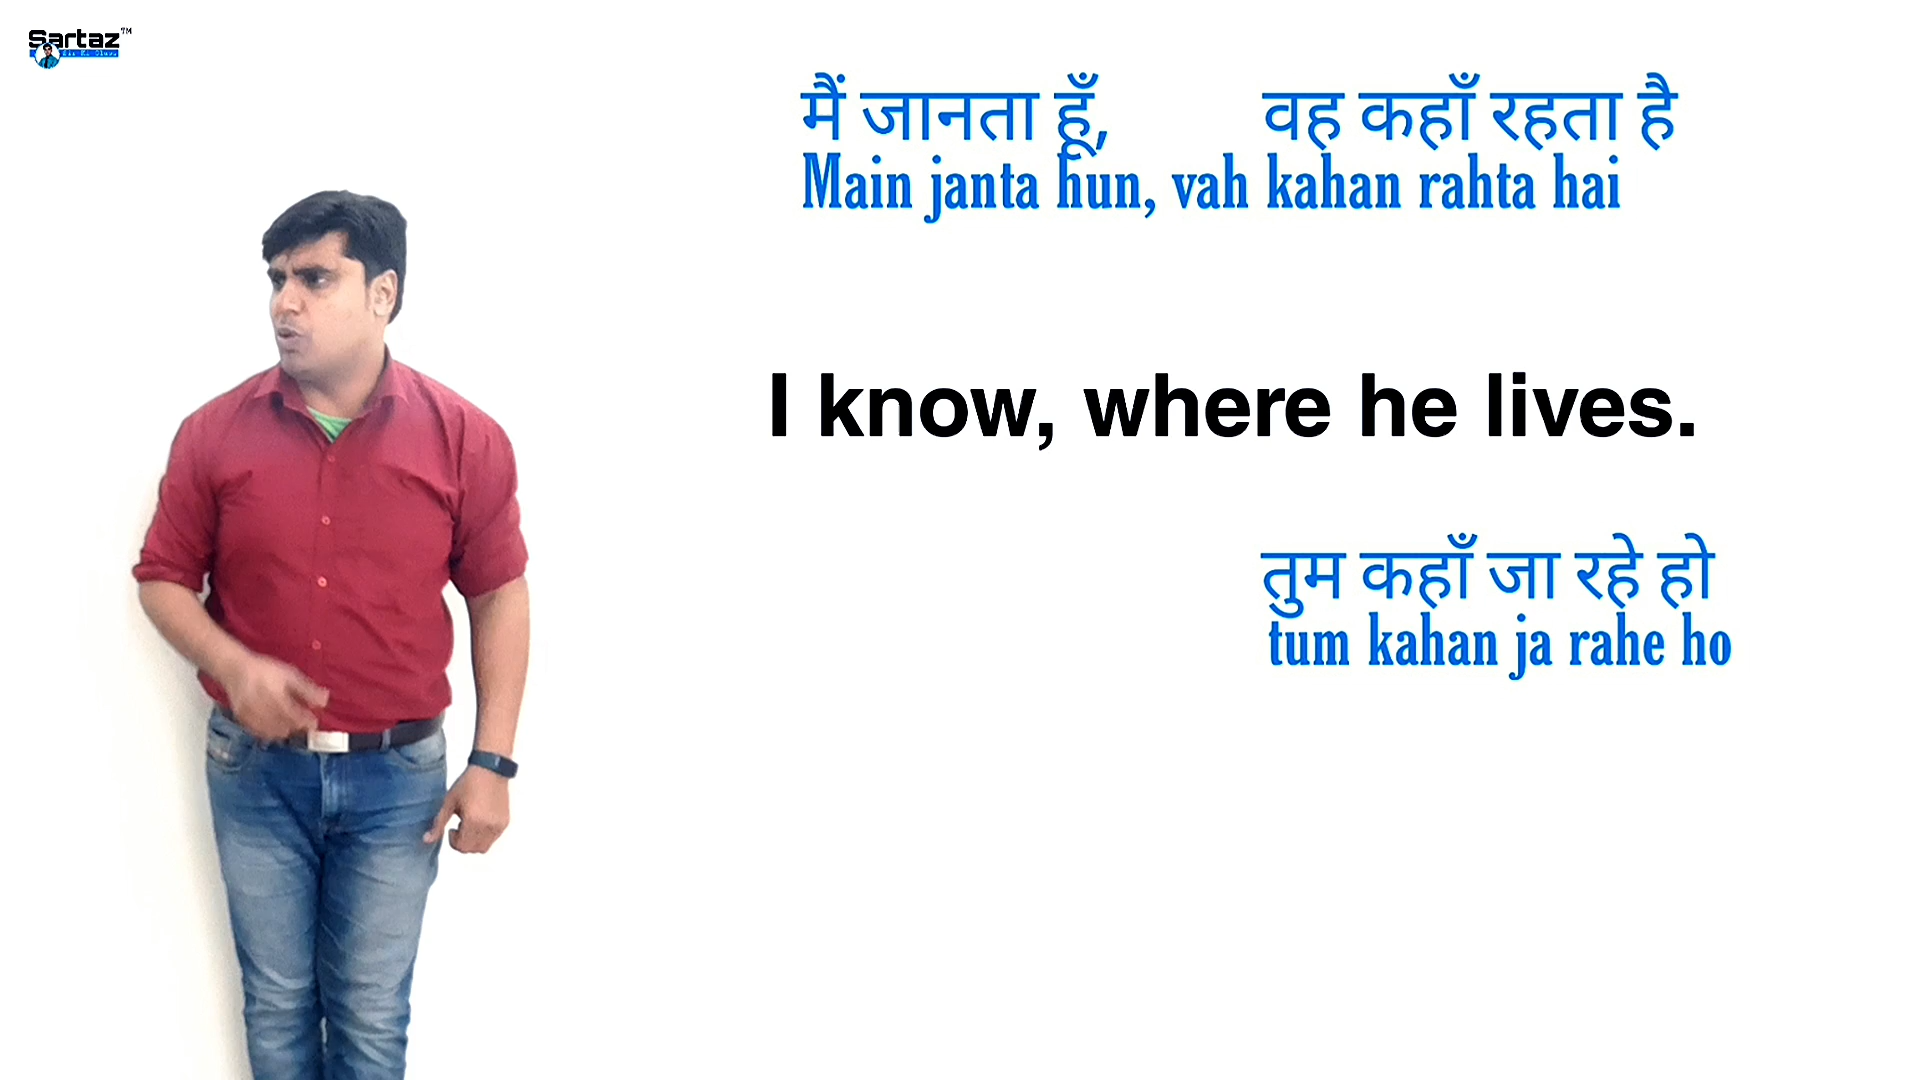 Sartaz™
मैं जानता हूँ, वह कहाँ रहता है
Main janta hun, vah kahan rahta hai
I know, where he lives.
तुम कहाँ जा रहे हो
tum kahan ja rahe ho